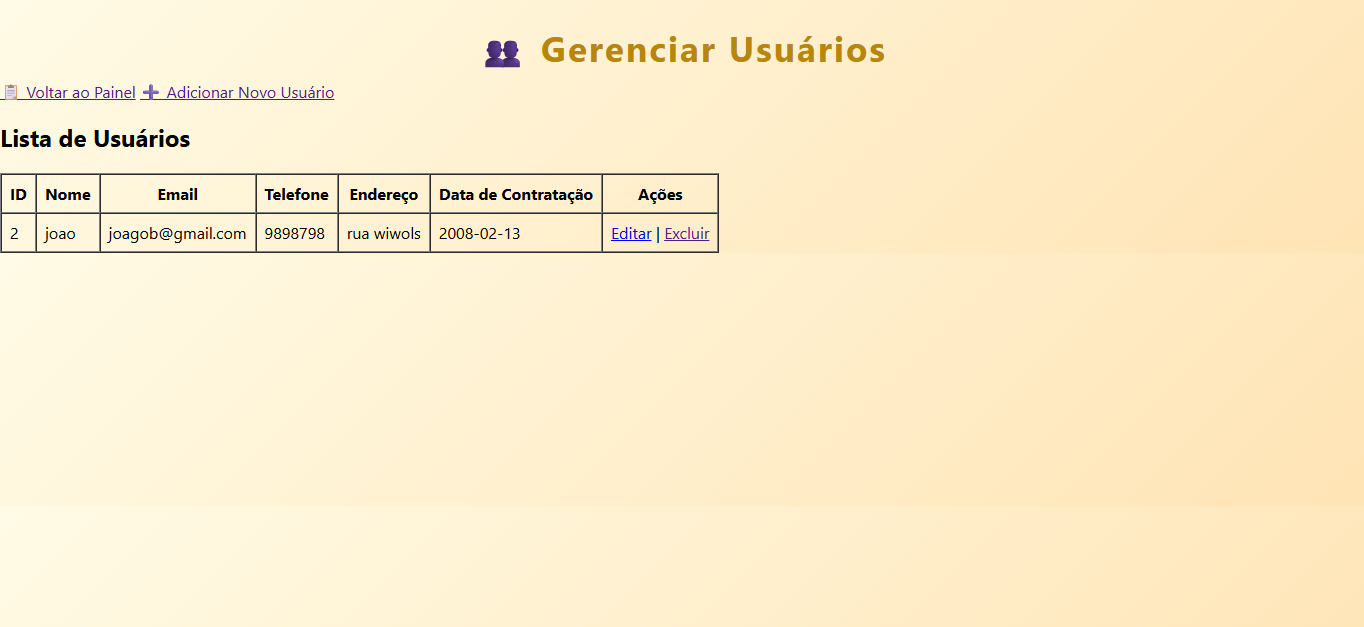 Gerenciar Usuários
Voltar ao Painel Adicionar Novo Usuário
Lista de Usuários
ID Nome Email Telefone Endereço Data de Contratação Ações
2 joao joagob@gmail.com 9898798 rua wiwols 2008-02-13 Editar | Excluir